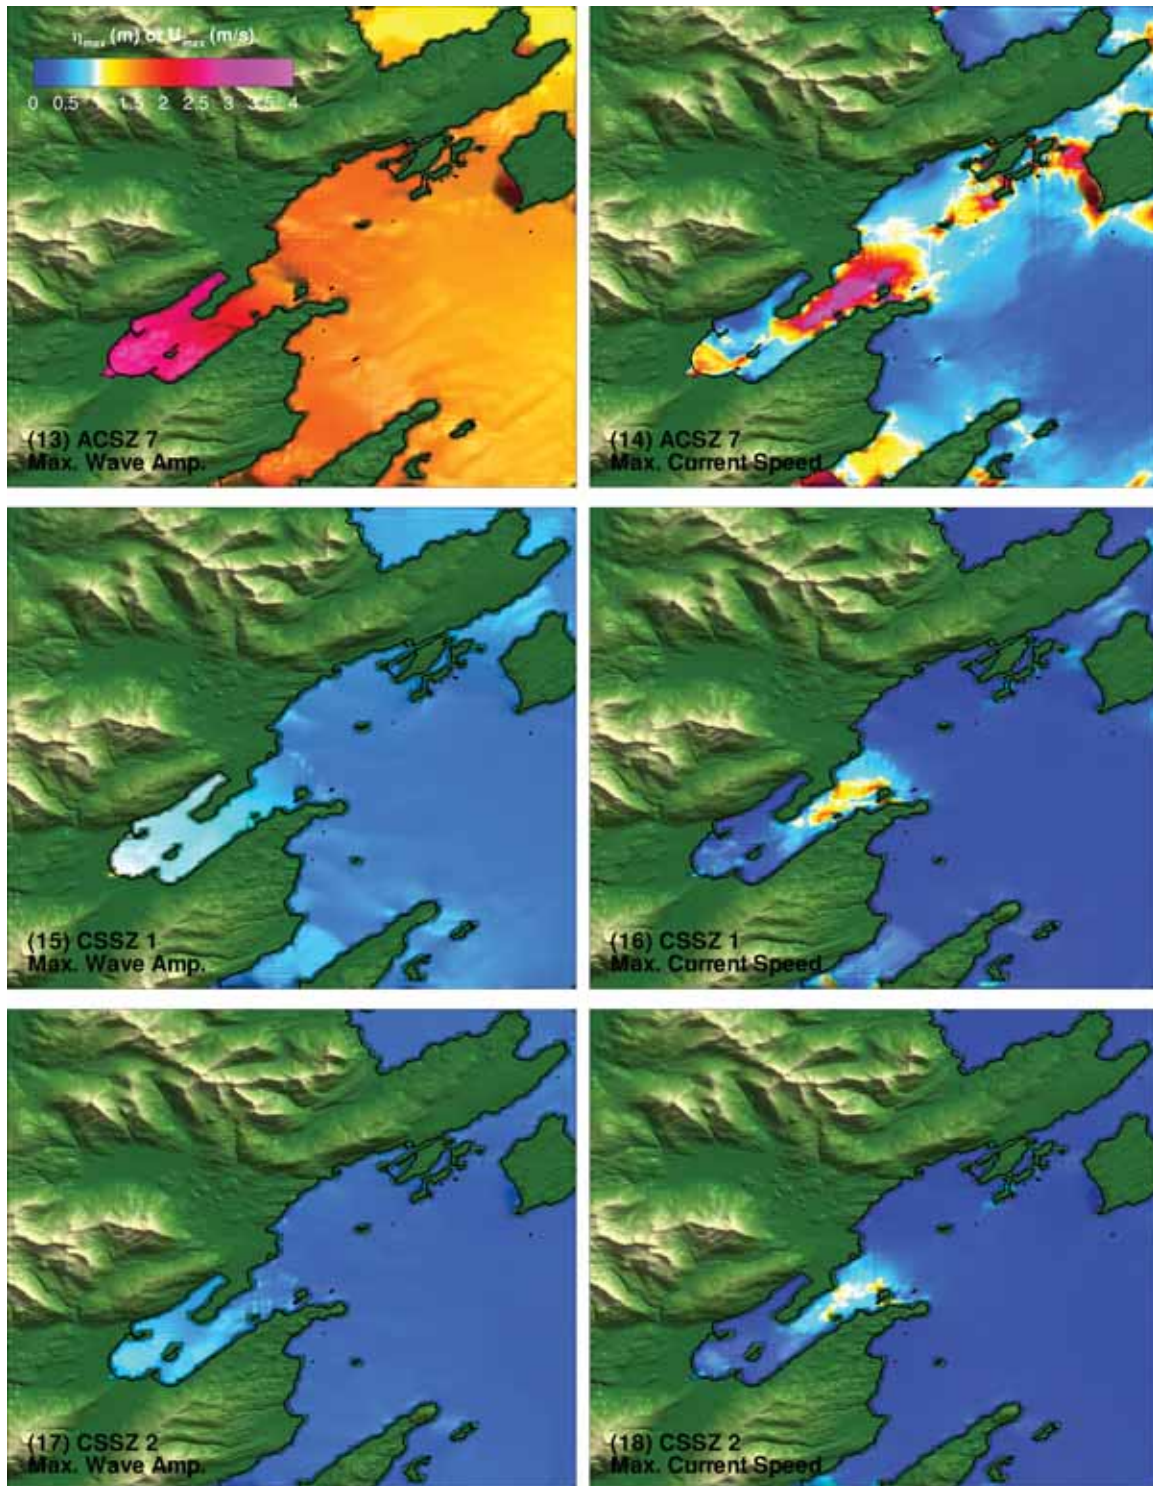 ηmax (m) or Umax (m/s)
0 0.5 1 1.5 2 2.5 3 3.5 4
(13) ACSZ 7
Max. Wave Amp.
(14) ACSZ 7
Max. Current Speed
(15) CSSZ 1
Max. Wave Amp.
(16) CSSZ 1
Max. Current Speed
(17) CSSZ 2
Max. Wave Amp.
(18) CSSZ 2
Max. Current Speed